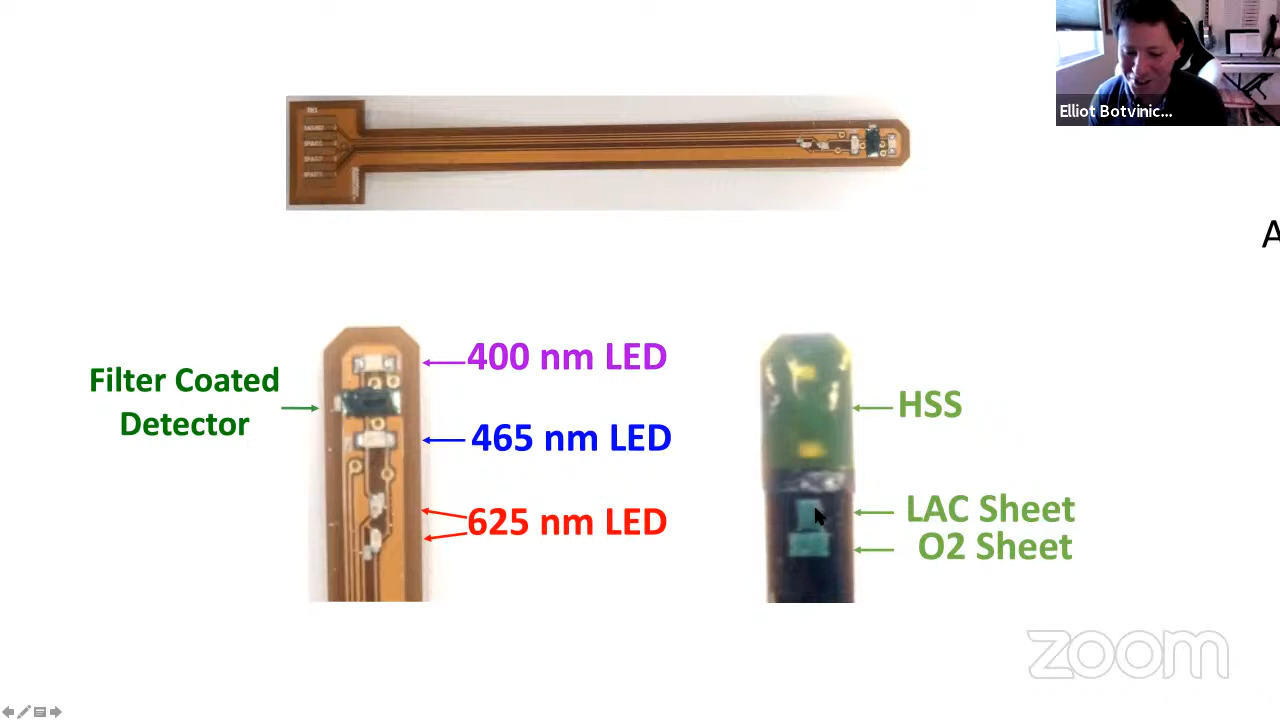 Elliot Botvinic...
A
Filter Coated
Detector
400 nm LED
465 nm LED
625 nm LED
HSS
LAC Sheet
O2 Sheet
zoom